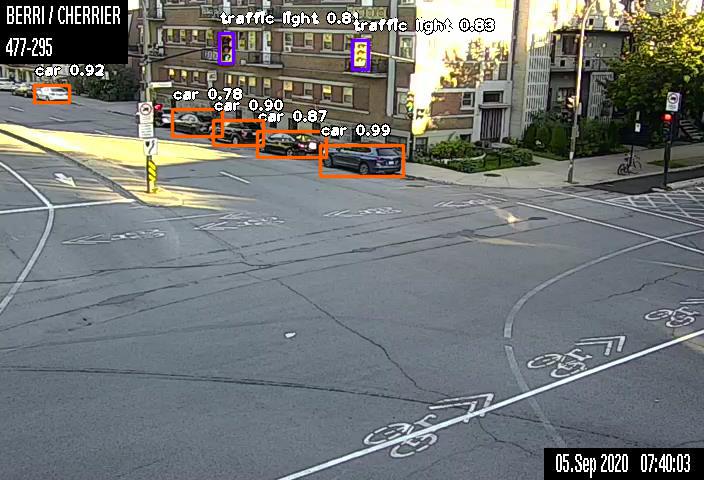 BERRI / CHERRIER
477-295
traffic light 0.81
traffic light 0.83
car 0.92
car 0.78
car 0.90
car 0.87
car 0.99
05.Sep 2020 07:40:03